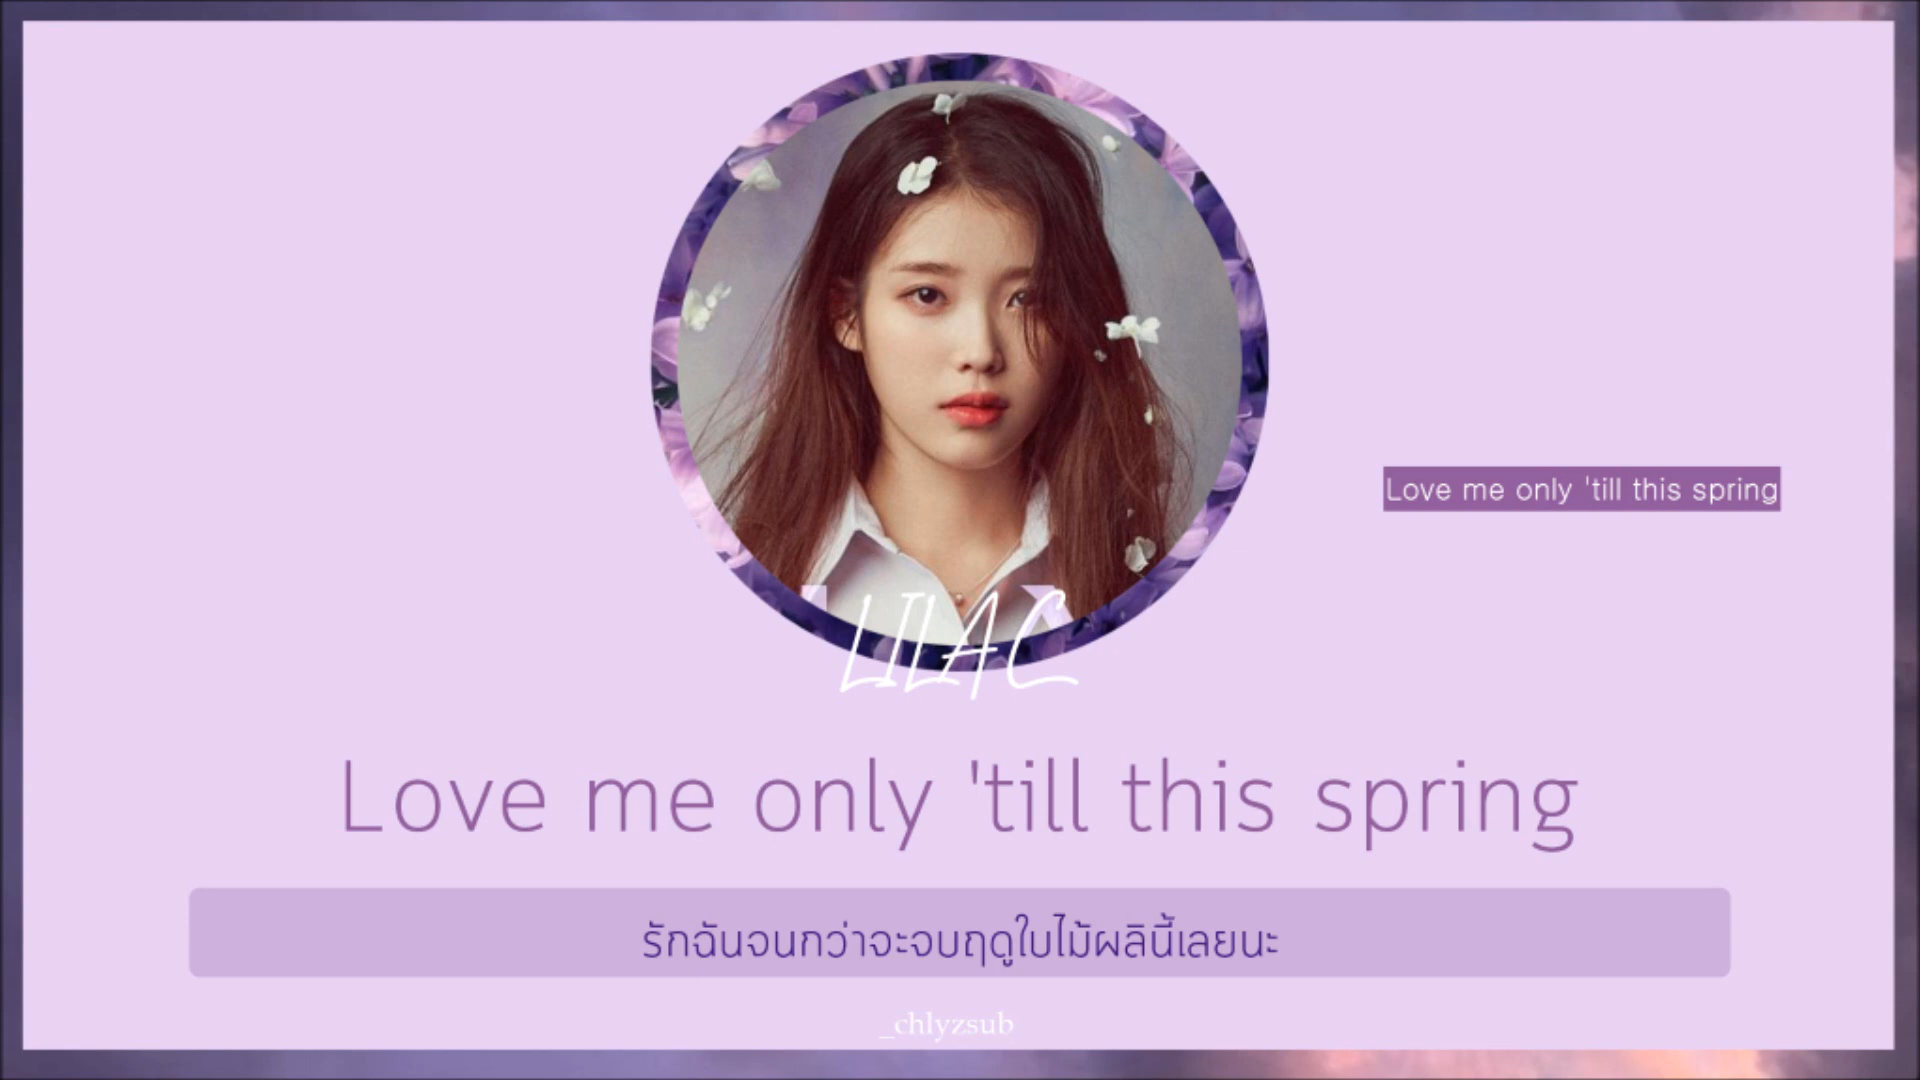 LILAC
Love me only 'till this spring
Love me only 'till this spring
รักฉันจนกว่าจะจบฤดูใบไม้ผลินี้เลยนะ
_chlyzsub